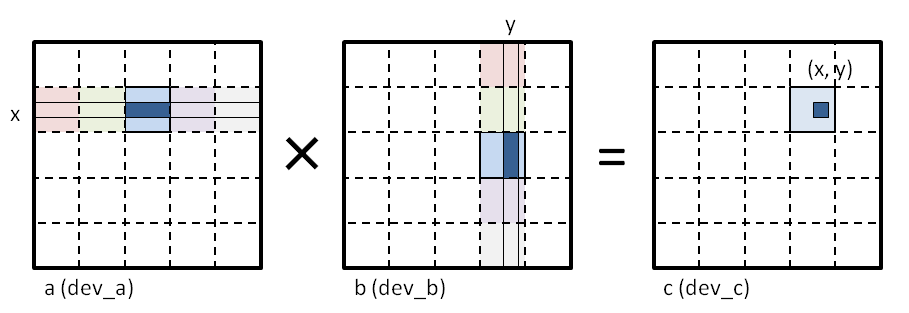 y
(x, y)
x
× =
a (dev_a)
b (dev_b)
c (dev_c)